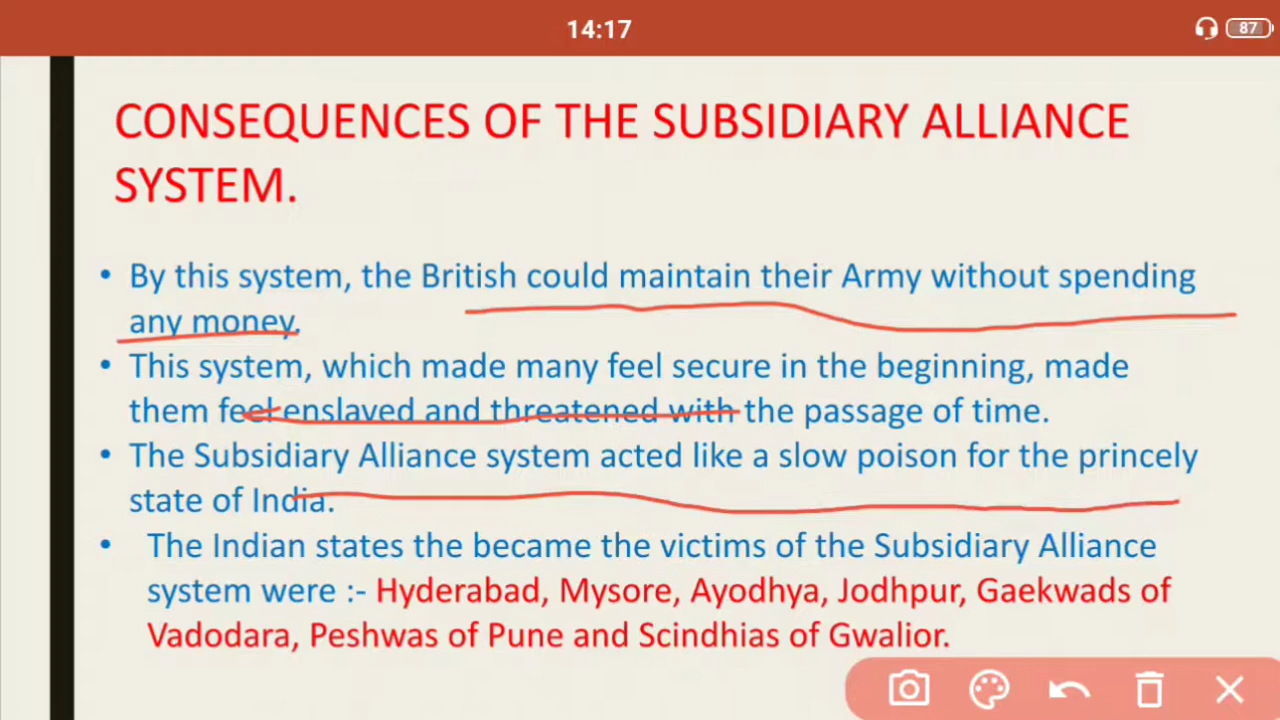 14:17
87
CONSEQUENCES OF THE SUBSIDIARY ALLIANCE
SYSTEM.
• By this system, the British could maintain their Army without spending
any money.
• This system, which made many feel secure in the beginning, made
them feel enslaved and threatened with the passage of time.
• The Subsidiary Alliance system acted like a slow poison for the princely
state of India.
• The Indian states the became the victims of the Subsidiary Alliance
system were :- Hyderabad, Mysore, Ayodhya, Jodhpur, Gaekwads of
Vadodara, Peshwas of Pune and Scindhias of Gwalior.